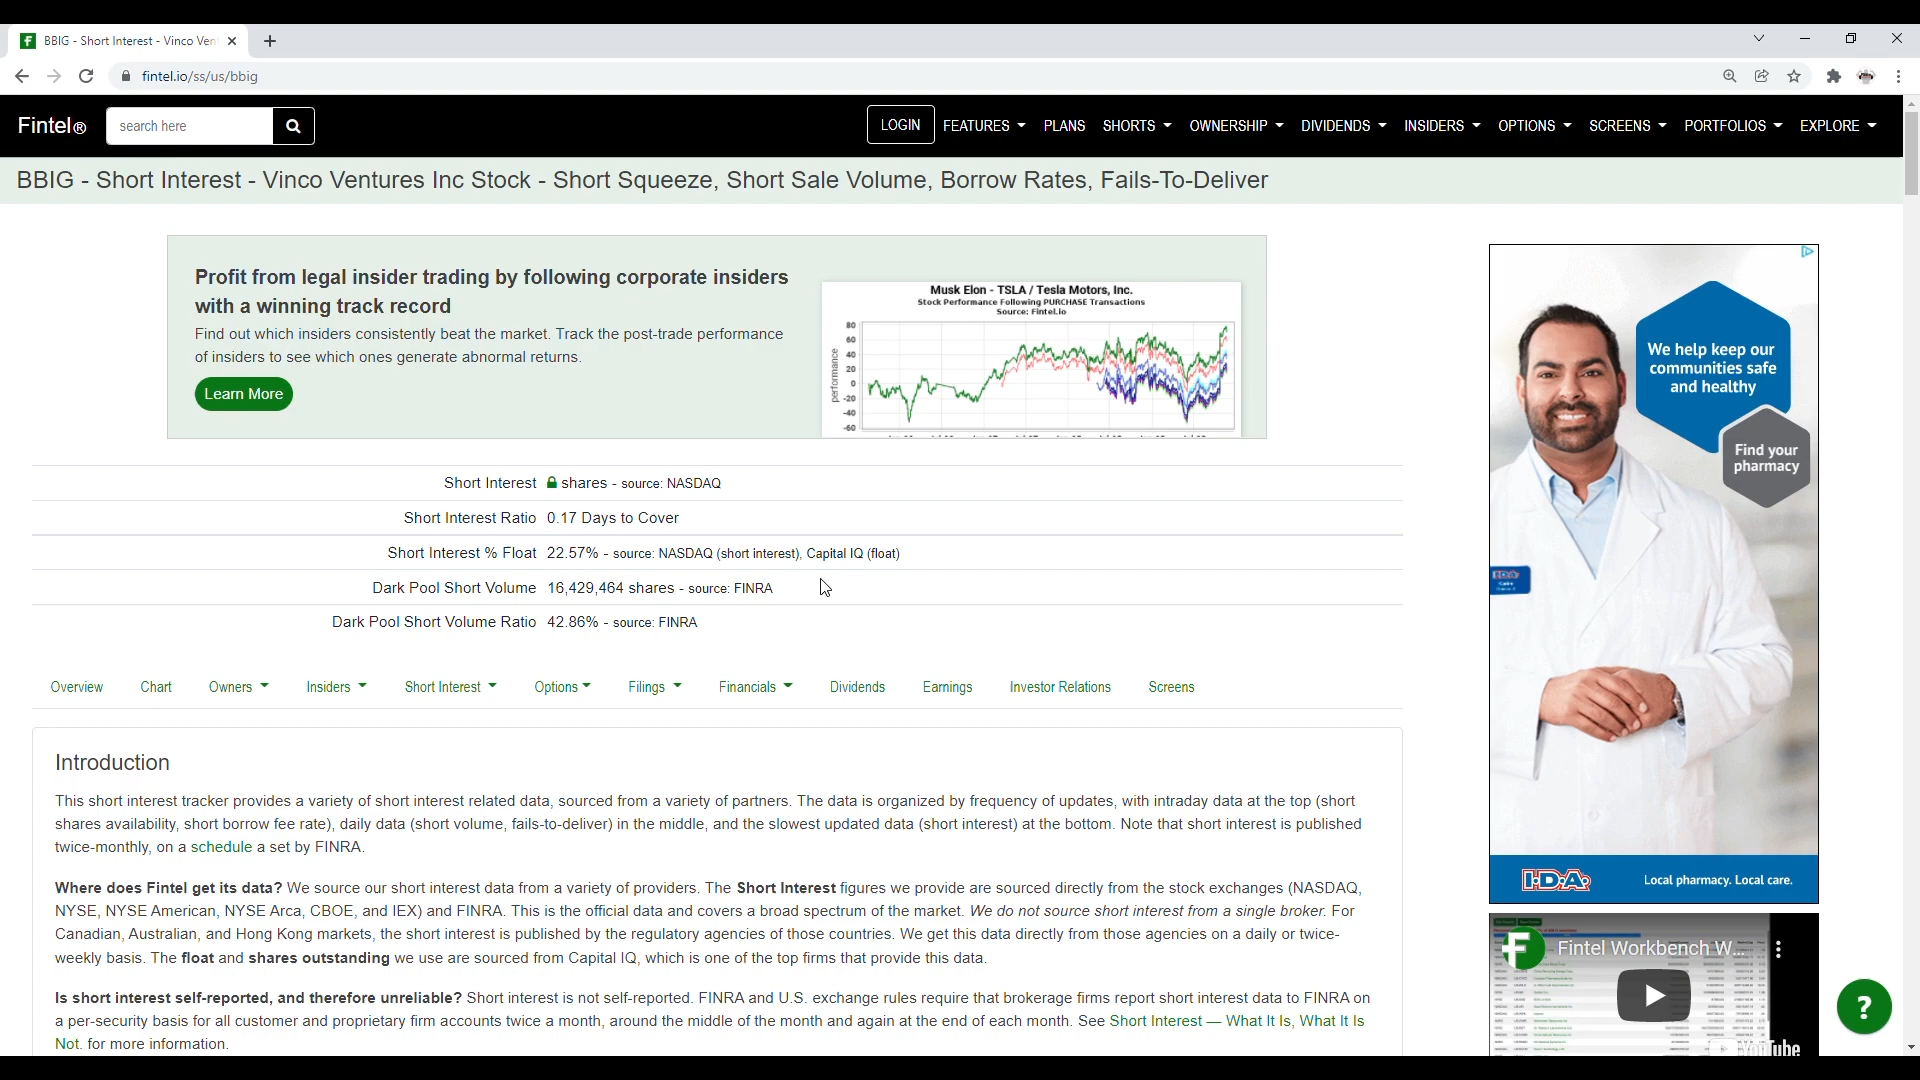 BBIG - Short Interest - Vinco Ven
fintel.io/ss/us/bbig
Fintel®
search here
LOGIN
FEATURES
PLANS
SHORTS
OWNERSHIP
DIVIDENDS
INSIDERS
OPTIONS
SCREENS
PORTFOLIOS
EXPLORE
BBIG - Short Interest - Vinco Ventures Inc Stock - Short Squeeze, Short Sale Volume, Borrow Rates, Fails-To-Deliver
Profit from legal insider trading by following corporate insiders
with a winning track record
Find out which insiders consistently beat the market. Track the post-trade performance
of insiders to see which ones generate abnormal returns.
Learn More
Musk Elon - TSLA / Tesla Motors, Inc.
Stock Performance Following PURCHASE Transactions
Source: Fintel.io
performance
80
60
40
20
0
-20
-40
-60
Short Interest shares - source: NASDAQ
Short Interest Ratio 0.17 Days to Cover
Short Interest % Float 22.57% - source: NASDAQ (short interest), Capital IQ (float)
Dark Pool Short Volume 16,429,464 shares - source: FINRA
Dark Pool Short Volume Ratio 42.86% - source: FINRA
Overview
Chart
Owners
Insiders
Short Interest
Options
Filings
Financials
Dividends
Earnings
Investor Relations
Screens
Introduction
This short interest tracker provides a variety of short interest related data, sourced from a variety of partners. The data is organized by frequency of updates, with intraday data at the top (short
shares availability, short borrow fee rate), daily data (short volume, fails-to-deliver) in the middle, and the slowest updated data (short interest) at the bottom. Note that short interest is published
twice-monthly, on a schedule a set by FINRA.
Where does Fintel get its data? We source our short interest data from a variety of providers. The Short Interest figures we provide are sourced directly from the stock exchanges (NASDAQ,
NYSE, NYSE American, NYSE Arca, CBOE, and IEX) and FINRA. This is the official data and covers a broad spectrum of the market. We do not source short interest from a single broker. For
Canadian, Australian, and Hong Kong markets, the short interest is published by the regulatory agencies of those countries. We get this data directly from those agencies on a daily or twice-
weekly basis. The float and shares outstanding we use are sourced from Capital IQ, which is one of the top firms that provide this data.
Is short interest self-reported, and therefore unreliable? Short interest is not self-reported. FINRA and U.S. exchange rules require that brokerage firms report short interest data to FINRA on
a per-security basis for all customer and proprietary firm accounts twice a month, around the middle of the month and again at the end of each month. See Short Interest — What It Is, What It Is
Not. for more information.
We help keep our
communities safe
and healthy
Find your
pharmacy
I·D·A
I·D·A
Local pharmacy. Local care.
Fintel Workbench W...
YouTube
?